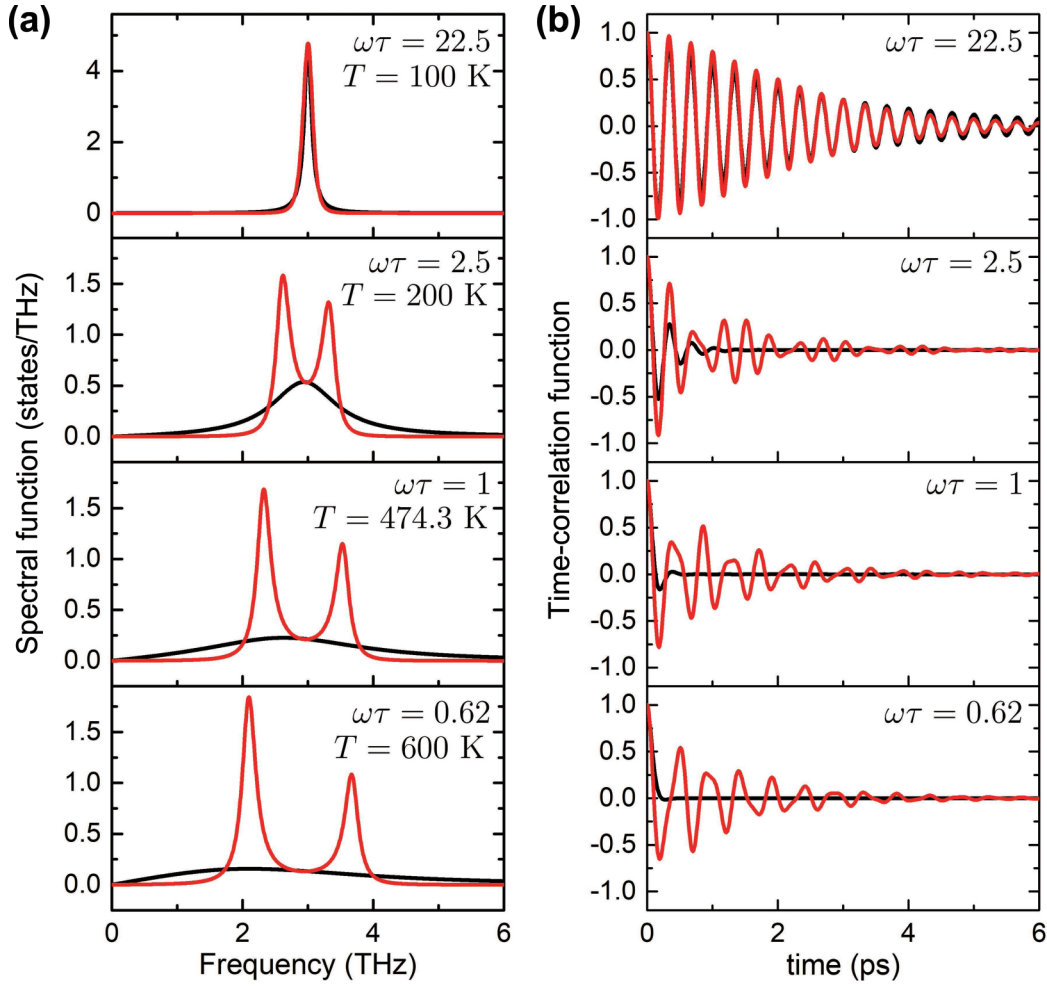 (a)
Spectral function (states/THz)
ωτ = 22.5
T = 100 K
4
2
0
ωτ = 2.5
T = 200 K
1.5
1.0
0.5
0.0
ωτ = 1
T = 474.3 K
1.5
1.0
0.5
0.0
ωτ = 0.62
T = 600 K
1.5
1.0
0.5
0.0
0 2 4 6
Frequency (THz)
(b)
Time-correlation function
ωτ = 22.5
1.0
0.5
0.0
-0.5
-1.0
ωτ = 2.5
1.0
0.5
0.0
-0.5
-1.0
ωτ = 1
1.0
0.5
0.0
-0.5
-1.0
ωτ = 0.62
1.0
0.5
0.0
-0.5
-1.0
0 1 2 3 4 5 6
time (ps)